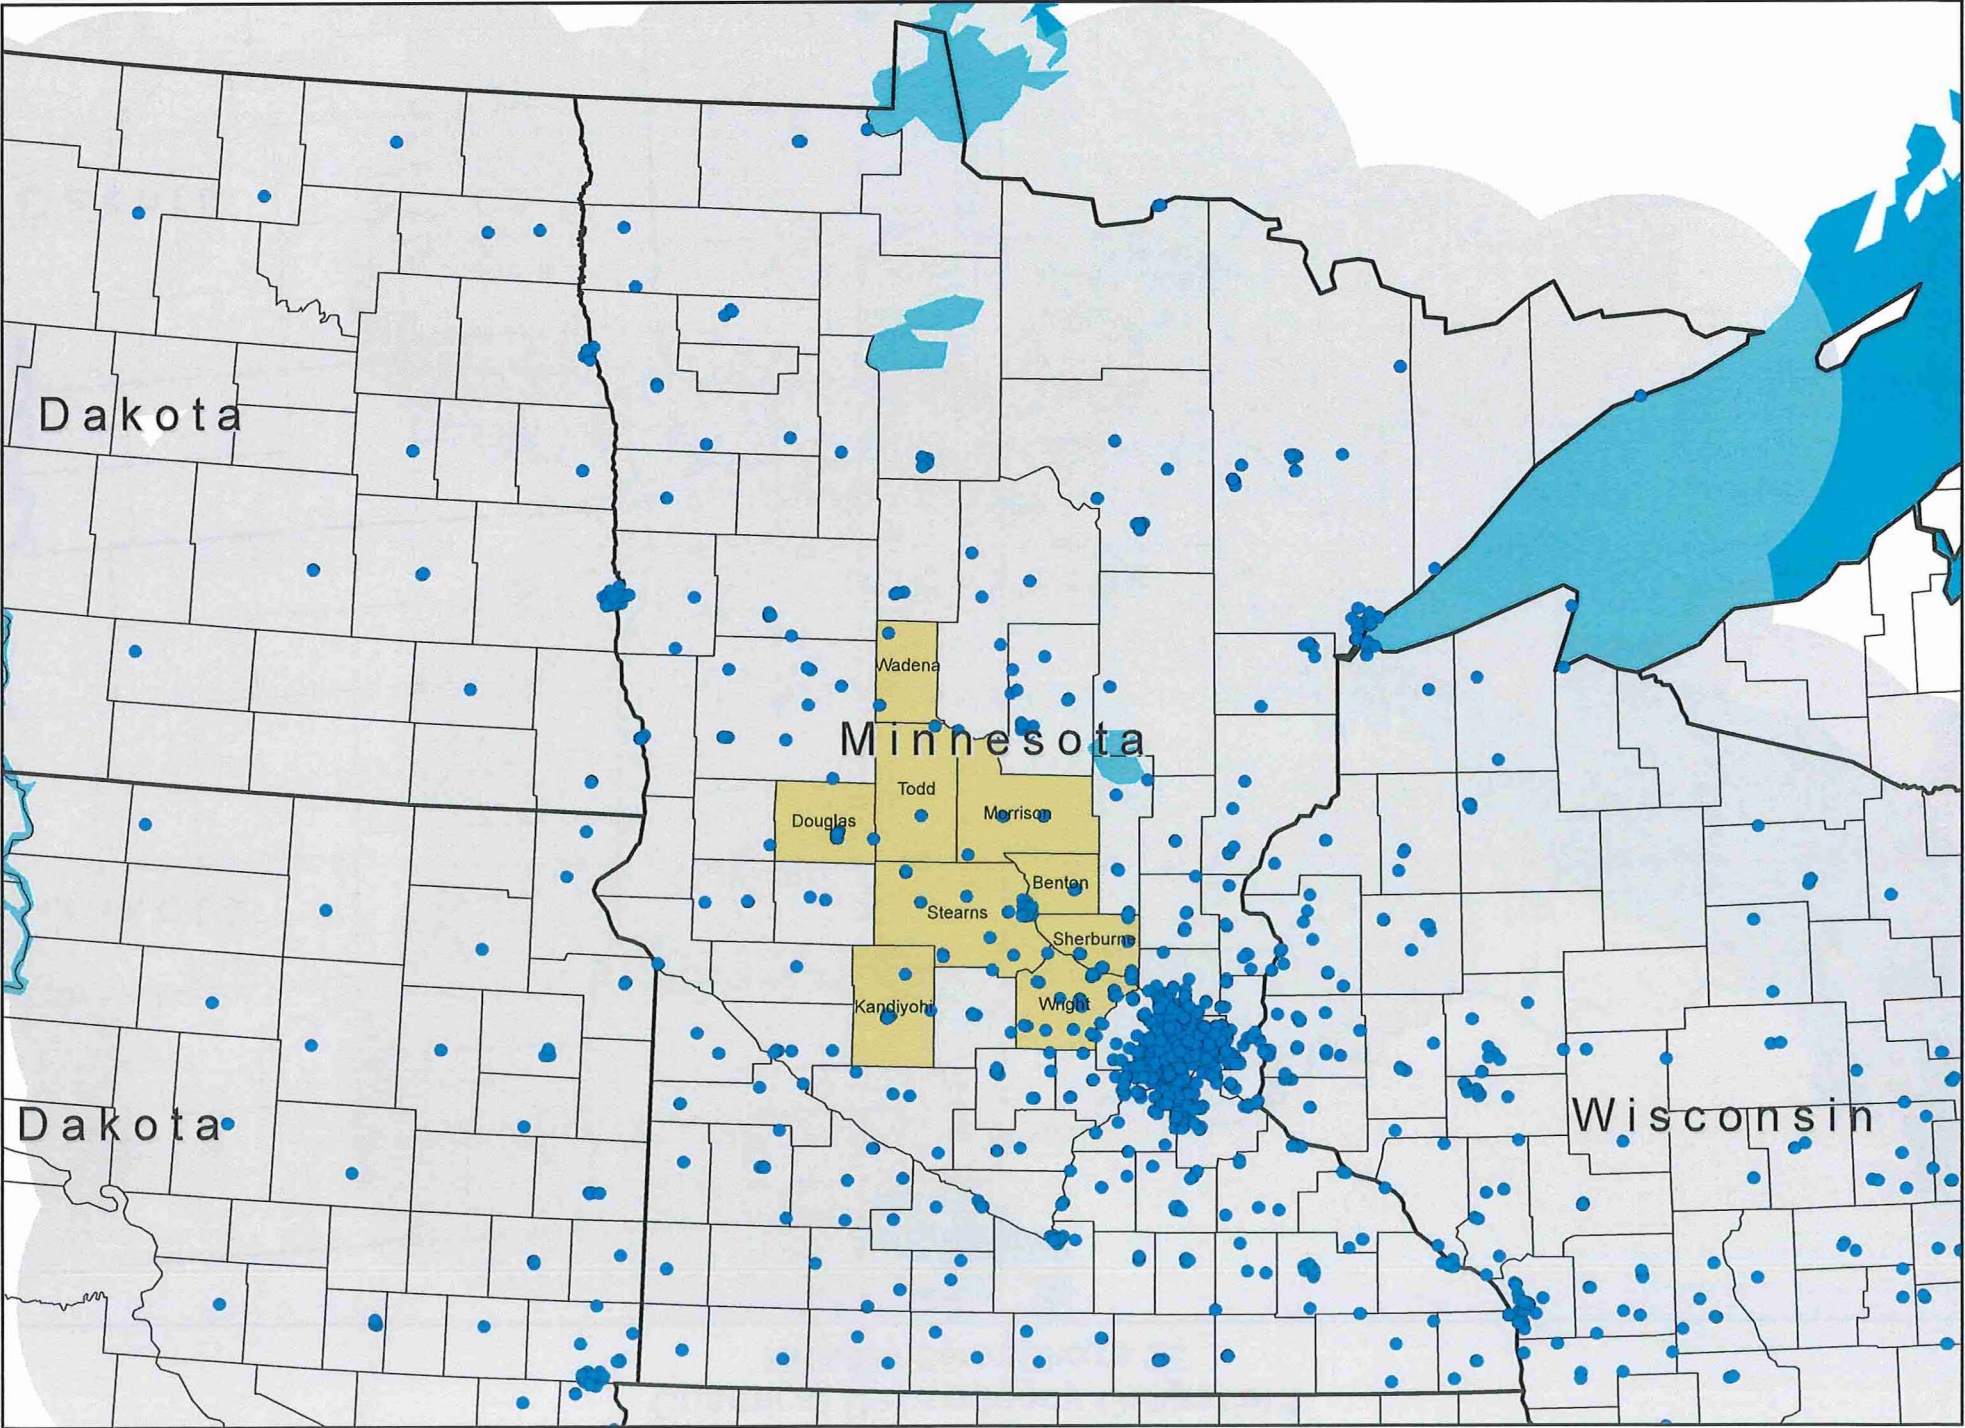 Dakota
Wadena
Minnesota
Todd
Douglas
Morrison
Benton
Stearns
Sherburne
Kandiyohi
Wright
Dakota
Wisconsin